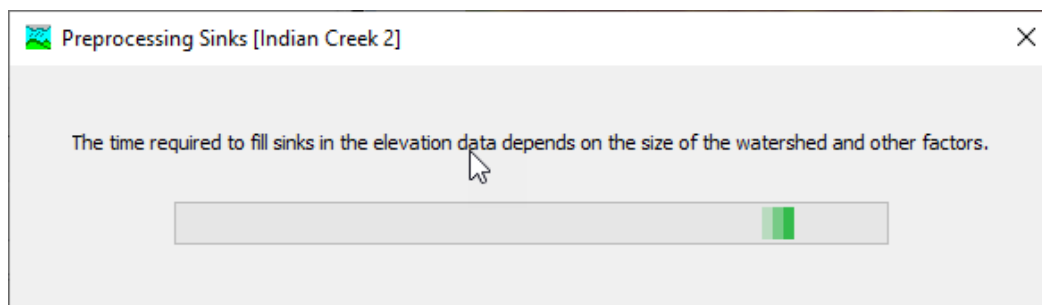 Preprocessing Sinks [Indian Creek 2]
The time required to fill sinks in the elevation data depends on the size of the watershed and other factors.